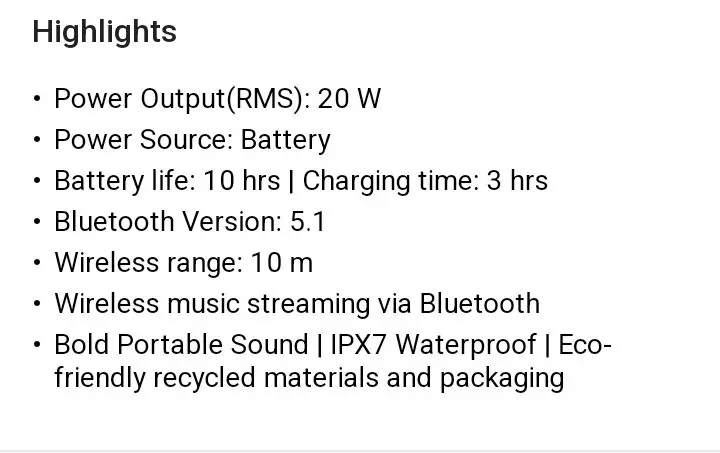 Highlights
• Power Output(RMS): 20 W
• Power Source: Battery
• Battery life: 10 hrs | Charging time: 3 hrs
• Bluetooth Version: 5.1
• Wireless range: 10 m
• Wireless music streaming via Bluetooth
• Bold Portable Sound | IPX7 Waterproof | Eco-
friendly recycled materials and packaging